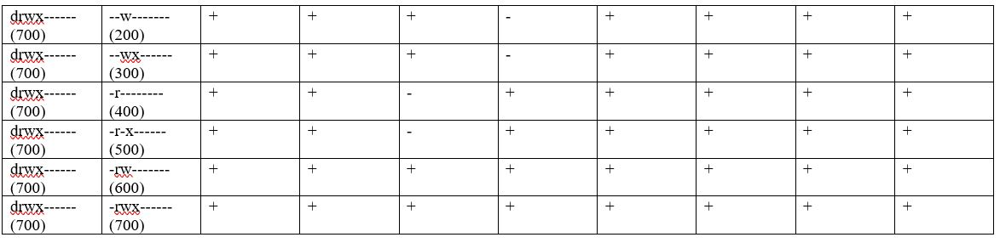 drwx------ --w------- + + + - + + + +
(700) (200)
drwx------ --wx------ + + + - + + + +
(700) (300)
drwx------ -r-------- + + - + + + + +
(700) (400)
drwx------ -r-x------ + + - + + + + +
(700) (500)
drwx------ -rw------- + + + + + + + +
(700) (600)
drwx------ -rwx------ + + + + + + + +
(700) (700)